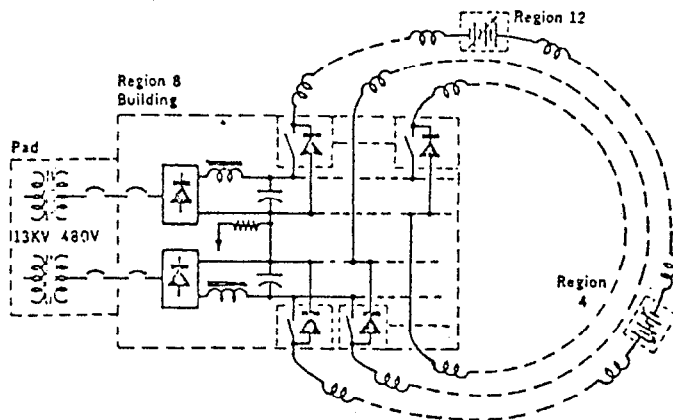 Region 12
Region 8
Building
Pad
13KV 480V
Region
4